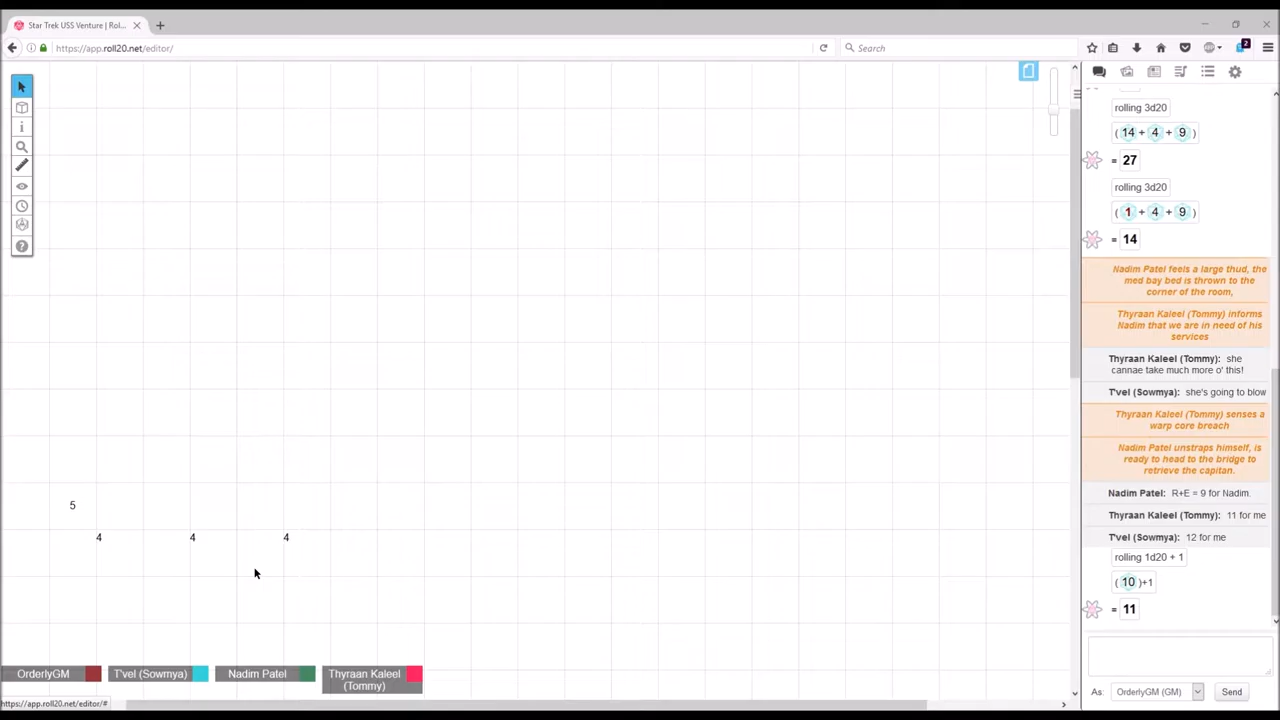 Star Trek USS Venture | Rol...
https://app.roll20.net/editor/
Search
2
rolling 3d20
(14+4+9)
= 27
rolling 3d20
(1+4+9)
= 14
Nadim Patel feels a large thud, the
med bay bed is thrown to the
corner of the room,
Thyraan Kaleel (Tommy) informs
Nadim that we are in need of his
services
Thyraan Kaleel (Tommy): she
cannae take much more o' this!
T'vel (Sowmya): she's going to blow
Thyraan Kaleel (Tommy) senses a
warp core breach
Nadim Patel unstraps himself, is
ready to head to the bridge to
retrieve the capitan.
Nadim Patel: R+E = 9 for Nadim.
Thyraan Kaleel (Tommy): 11 for me
T'vel (Sowmya): 12 for me
rolling 1d20 + 1
(10)+1
= 11
5
4 4 4
OrderlyGM
T'vel (Sowmya)
Nadim Patel
Thyraan Kaleel
(Tommy)
https://app.roll20.net/editor/#
As: OrderlyGM (GM) Send